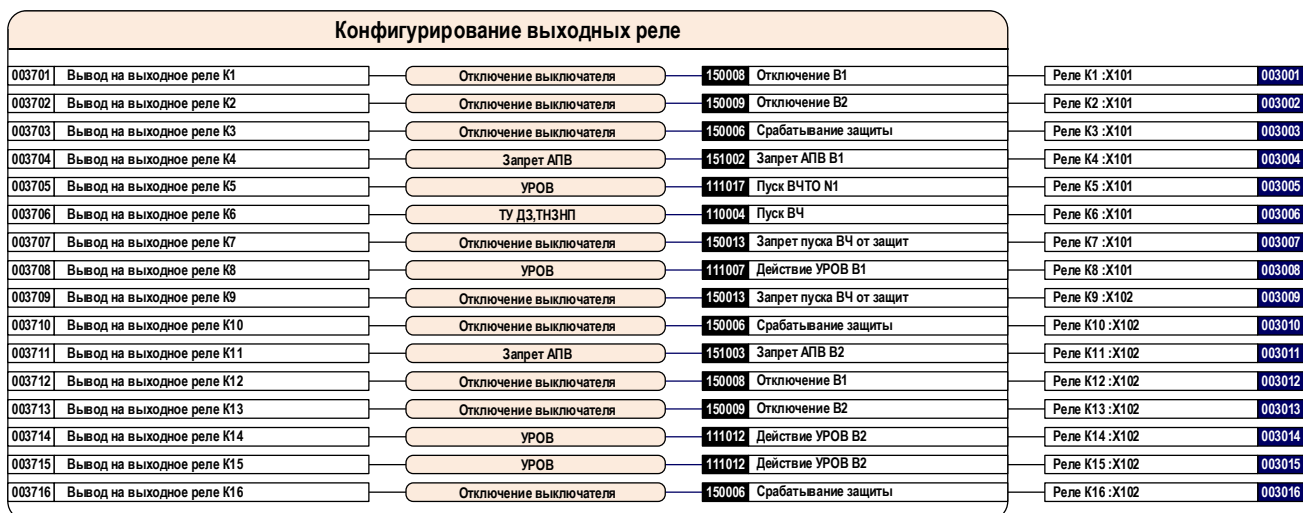 Конфигурирование выходных реле
003701 Вывод на выходное реле К1 Отключение выключателя 150008 Отключение В1 Реле К1 :X101 003001
003702 Вывод на выходное реле К2 Отключение выключателя 150009 Отключение В2 Реле К2 :X101 003002
003703 Вывод на выходное реле К3 Отключение выключателя 150006 Срабатывание защиты Реле К3 :X101 003003
003704 Вывод на выходное реле К4 Запрет АПВ 151002 Запрет АПВ В1 Реле К4 :X101 003004
003705 Вывод на выходное реле К5 УРОВ 111017 Пуск ВЧТО N1 Реле К5 :X101 003005
003706 Вывод на выходное реле К6 ТУ ДЗ,ТНЗНП 110004 Пуск ВЧ Реле К6 :X101 003006
003707 Вывод на выходное реле К7 Отключение выключателя 150013 Запрет пуска ВЧ от защит Реле К7 :X101 003007
003708 Вывод на выходное реле К8 УРОВ 111007 Действие УРОВ В1 Реле К8 :X101 003008
003709 Вывод на выходное реле К9 Отключение выключателя 150013 Запрет пуска ВЧ от защит Реле К9 :X102 003009
003710 Вывод на выходное реле К10 Отключение выключателя 150006 Срабатывание защиты Реле К10 :X102 003010
003711 Вывод на выходное реле К11 Запрет АПВ 151003 Запрет АПВ В2 Реле К11 :X102 003011
003712 Вывод на выходное реле К12 Отключение выключателя 150008 Отключение В1 Реле К12 :X102 003012
003713 Вывод на выходное реле К13 Отключение выключателя 150009 Отключение В2 Реле К13 :X102 003013
003714 Вывод на выходное реле К14 УРОВ 111012 Действие УРОВ В2 Реле К14 :X102 003014
003715 Вывод на выходное реле К15 УРОВ 111012 Действие УРОВ В2 Реле К15 :X102 003015
003716 Вывод на выходное реле К16 Отключение выключателя 150006 Срабатывание защиты Реле К16 :X102 003016